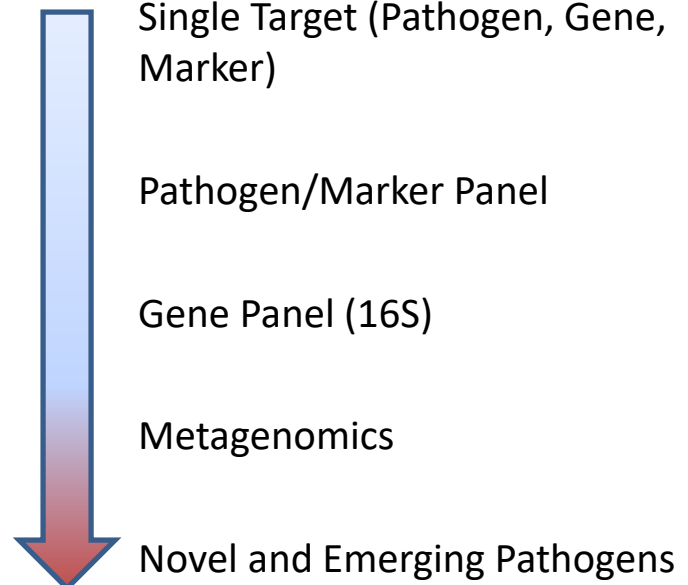 Single Target (Pathogen, Gene,
Marker)
Pathogen/Marker Panel
Gene Panel (16S)
Metagenomics
Novel and Emerging Pathogens